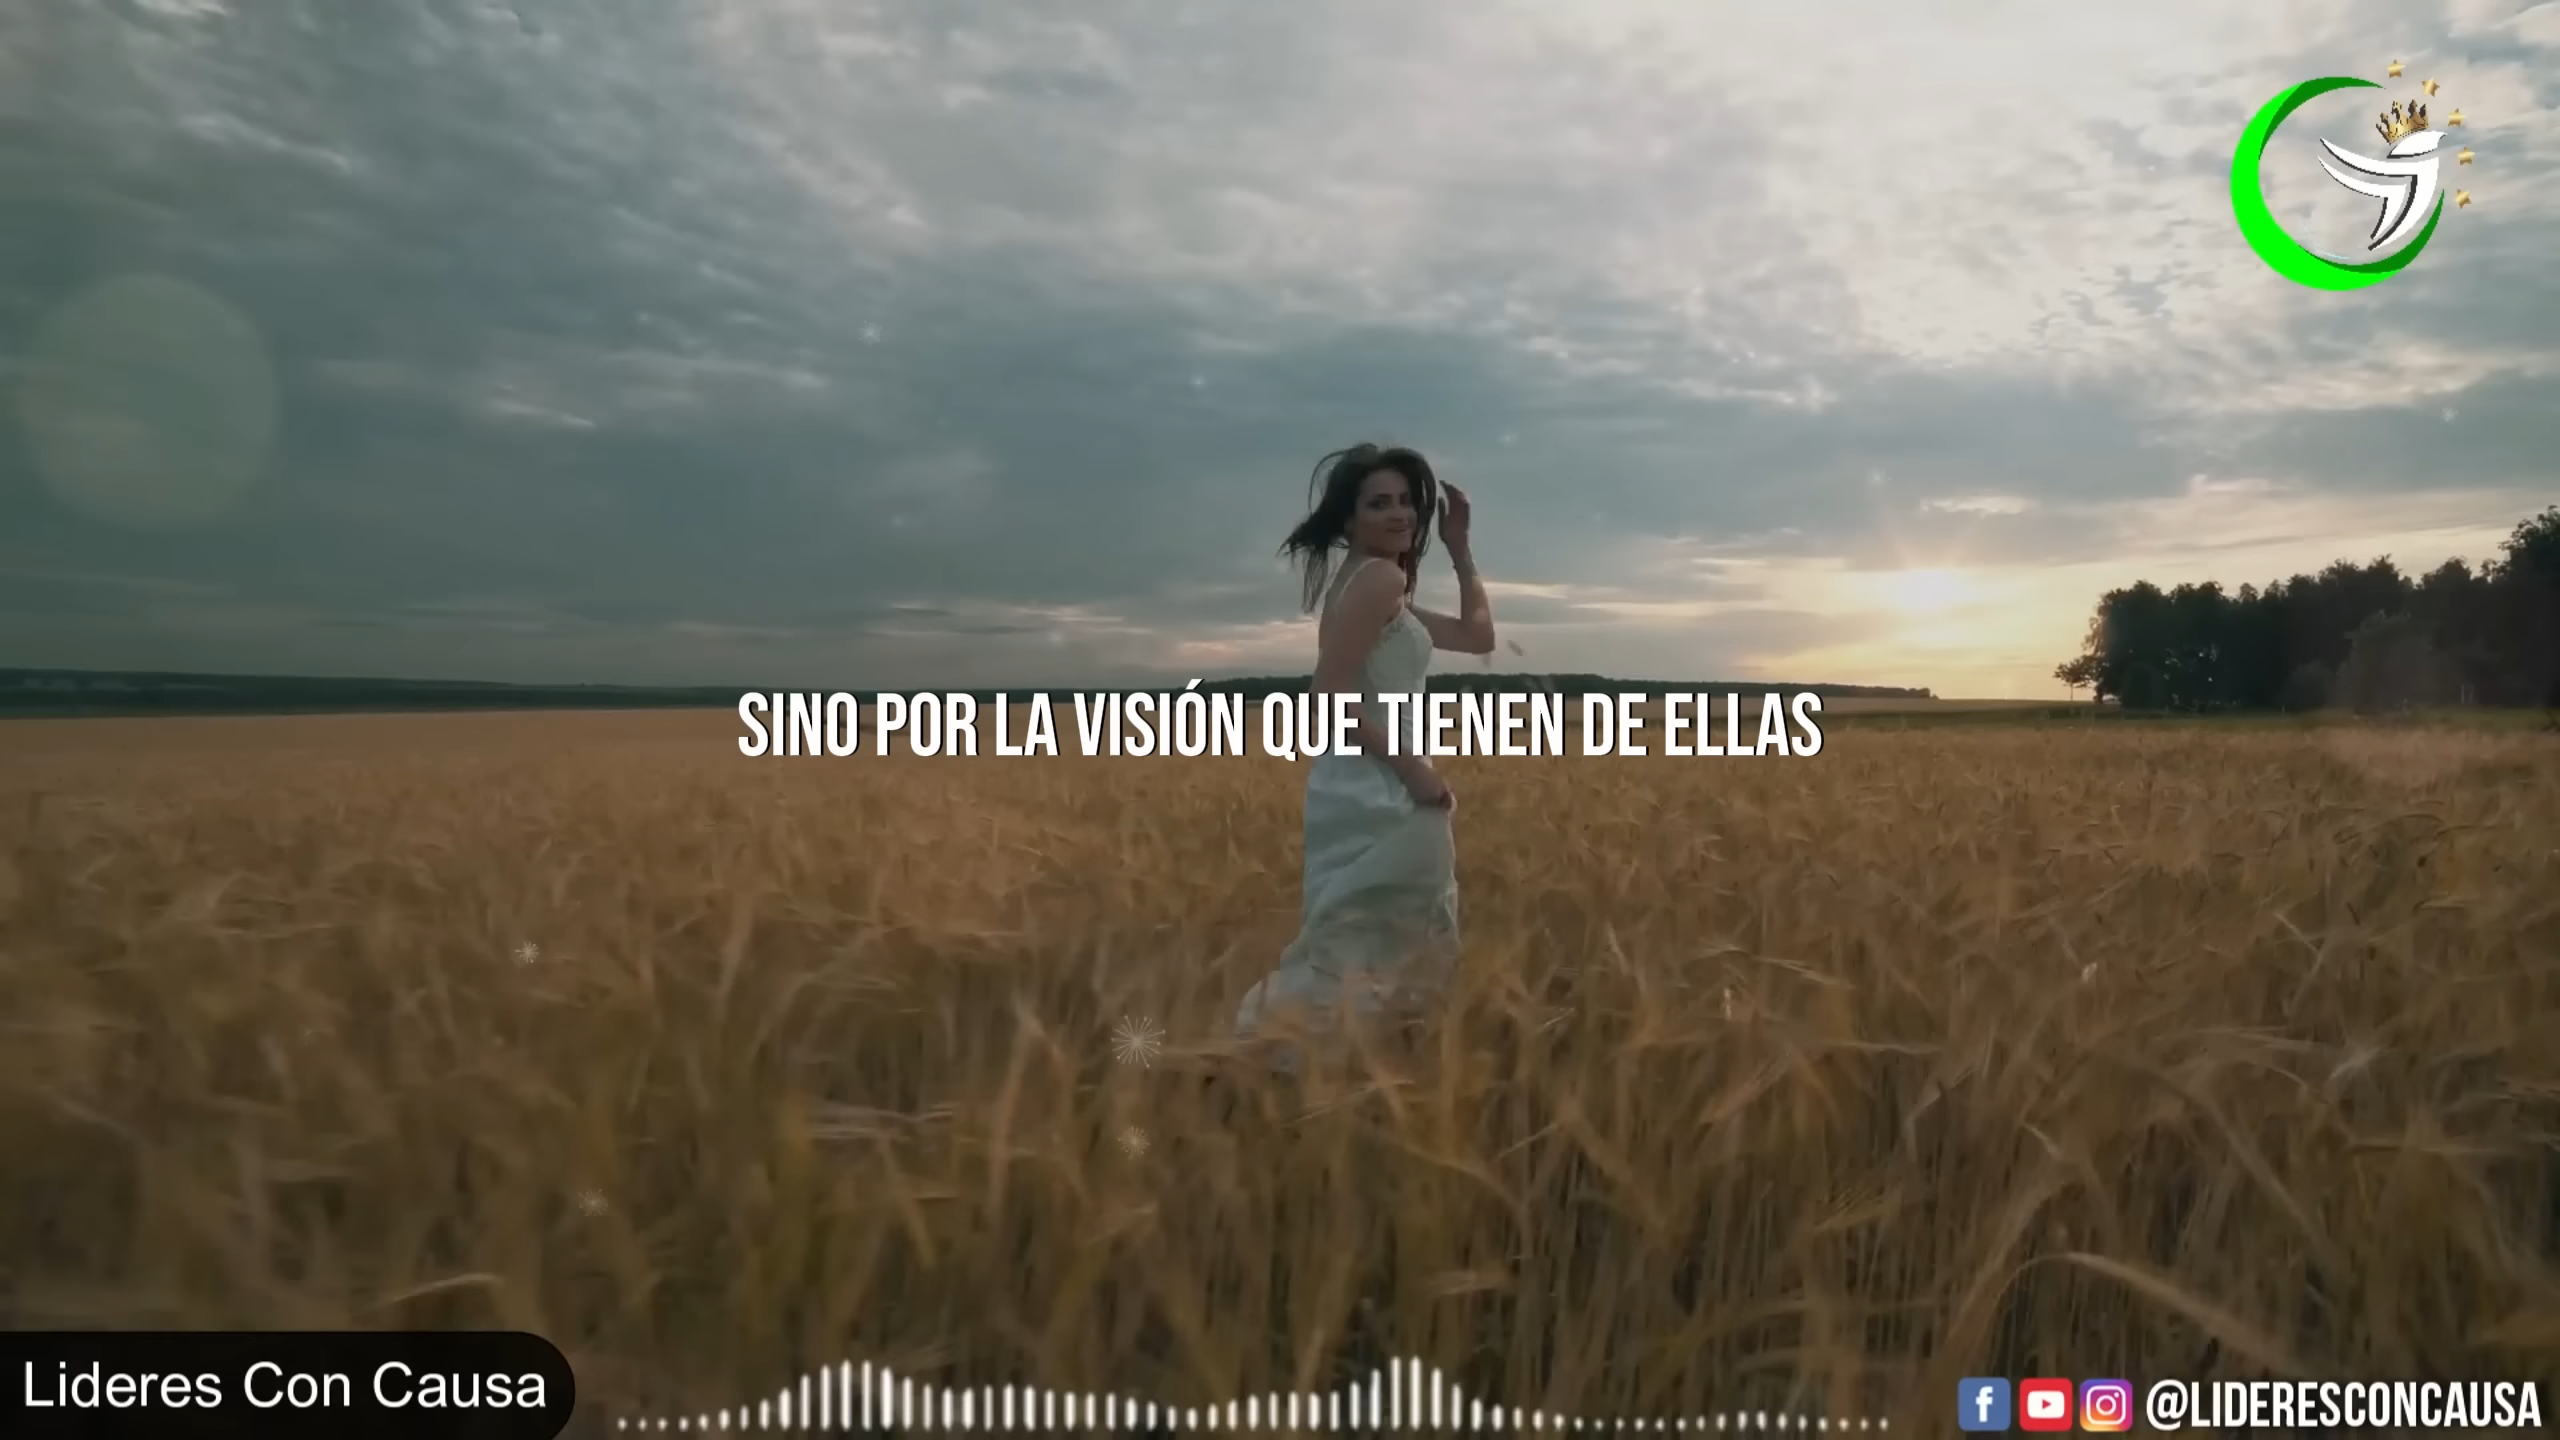 SINO POR LA VISIÓN QUE TIENEN DE ELLAS
Lideres Con Causa
@LIDERESCONCAUSA